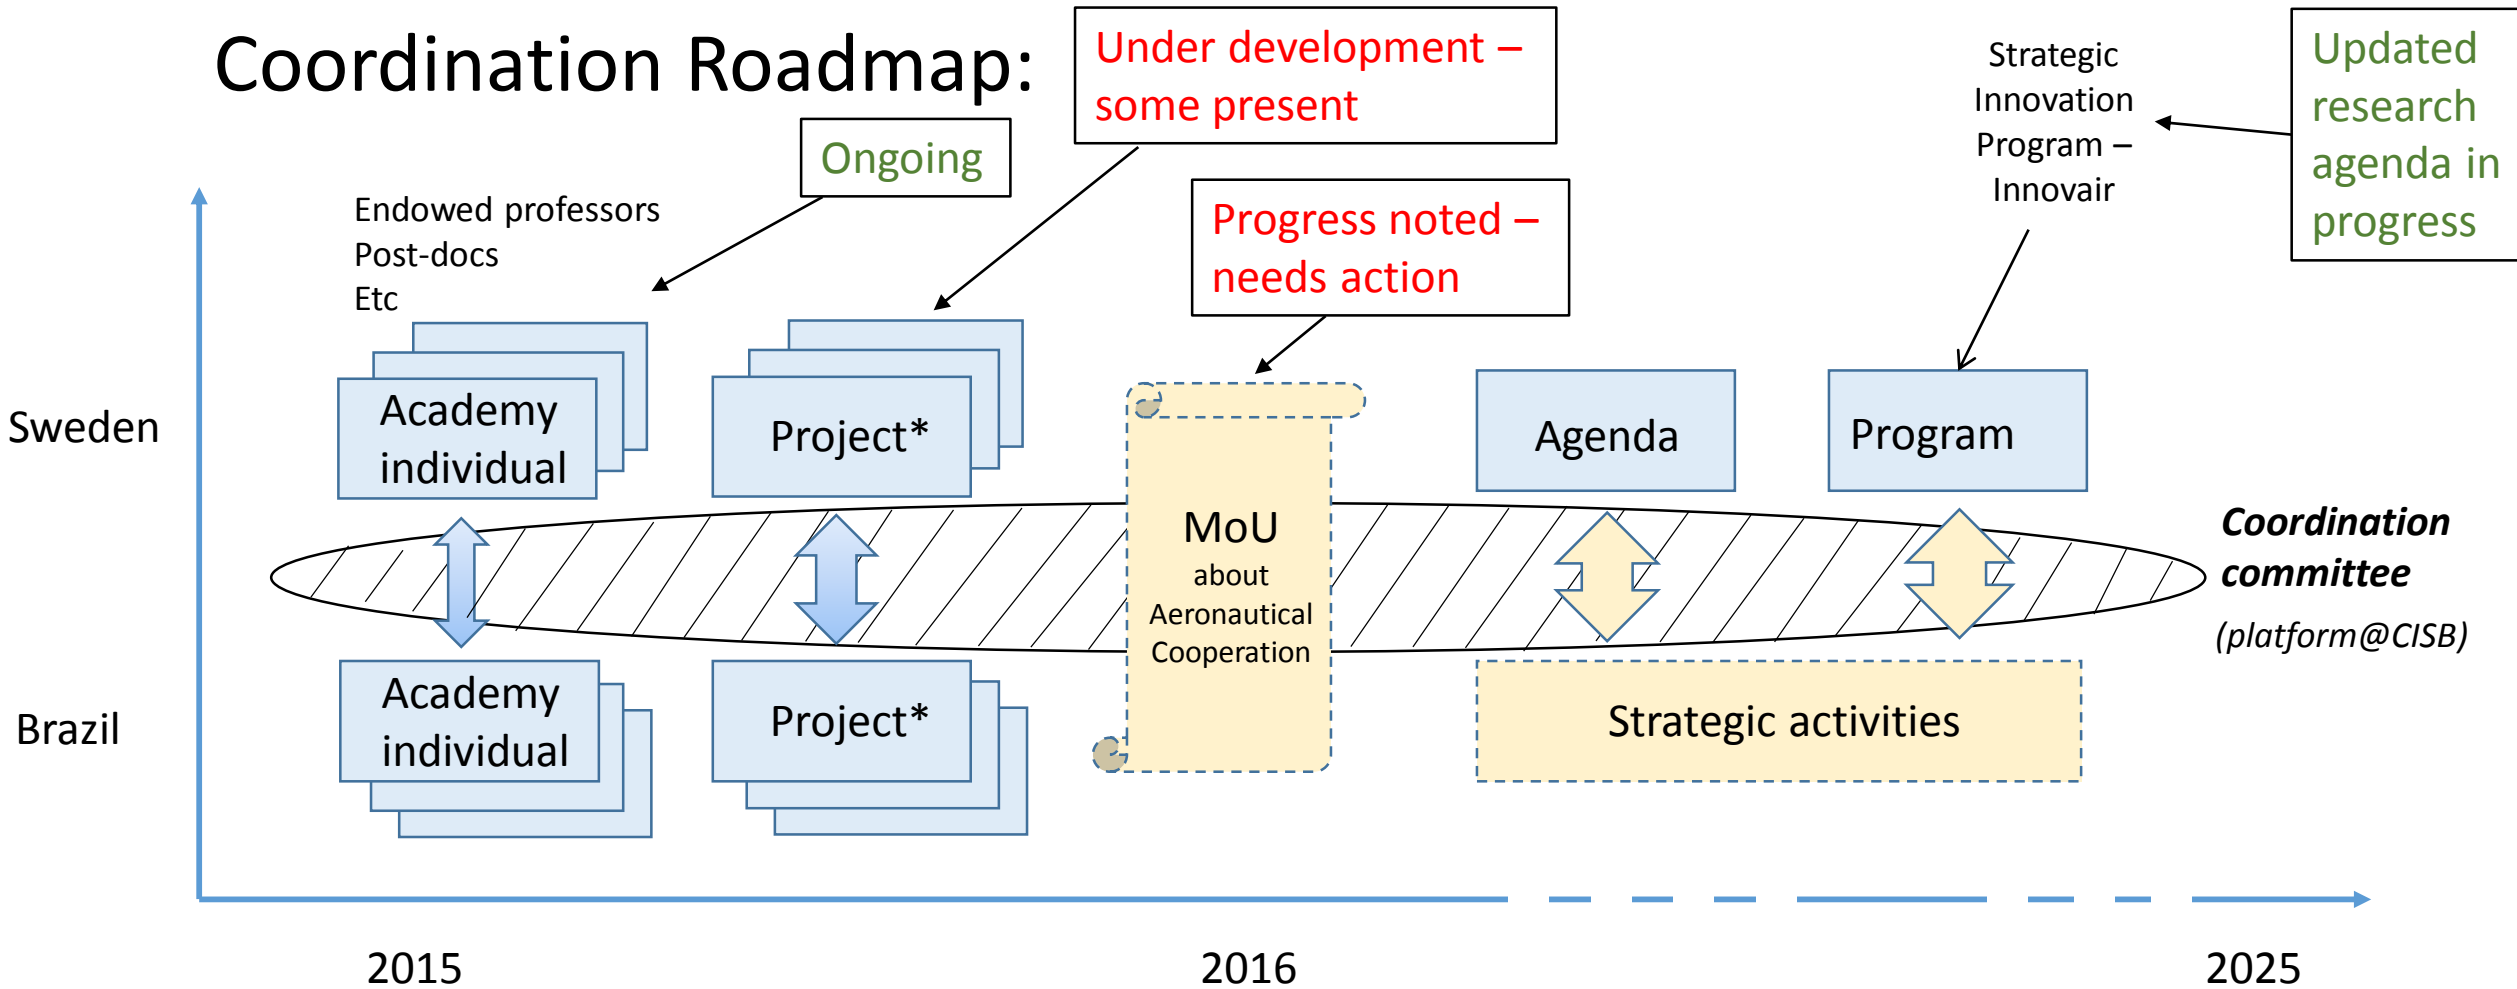 Coordination Roadmap:
Under development –
some present
Ongoing
Progress noted –
needs action
Strategic
Innovation
Program –
Innovair
Updated
research
agenda in
progress
Endowed professors
Post-docs
Etc
Sweden
Academy
individual
Project*
Agenda
Program
MoU
about
Aeronautical
Cooperation
Coordination
committee
(platform@CISB)
Brazil
Academy
individual
Project*
Strategic activities
2015
2016
2025